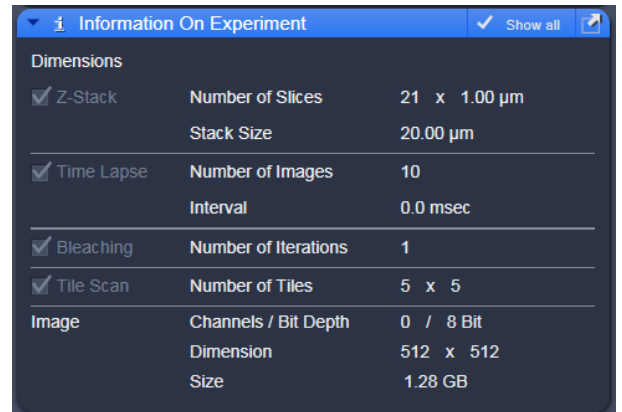 Information On Experiment Show all
Dimensions
Z-Stack Number of Slices 21 x 1.00 µm
Stack Size 20.00 µm
Time Lapse Number of Images 10
Interval 0.0 msec
Bleaching Number of Iterations 1
Tile Scan Number of Tiles 5 x 5
Image Channels / Bit Depth 0 / 8 Bit
Dimension 512 x 512
Size 1.28 GB